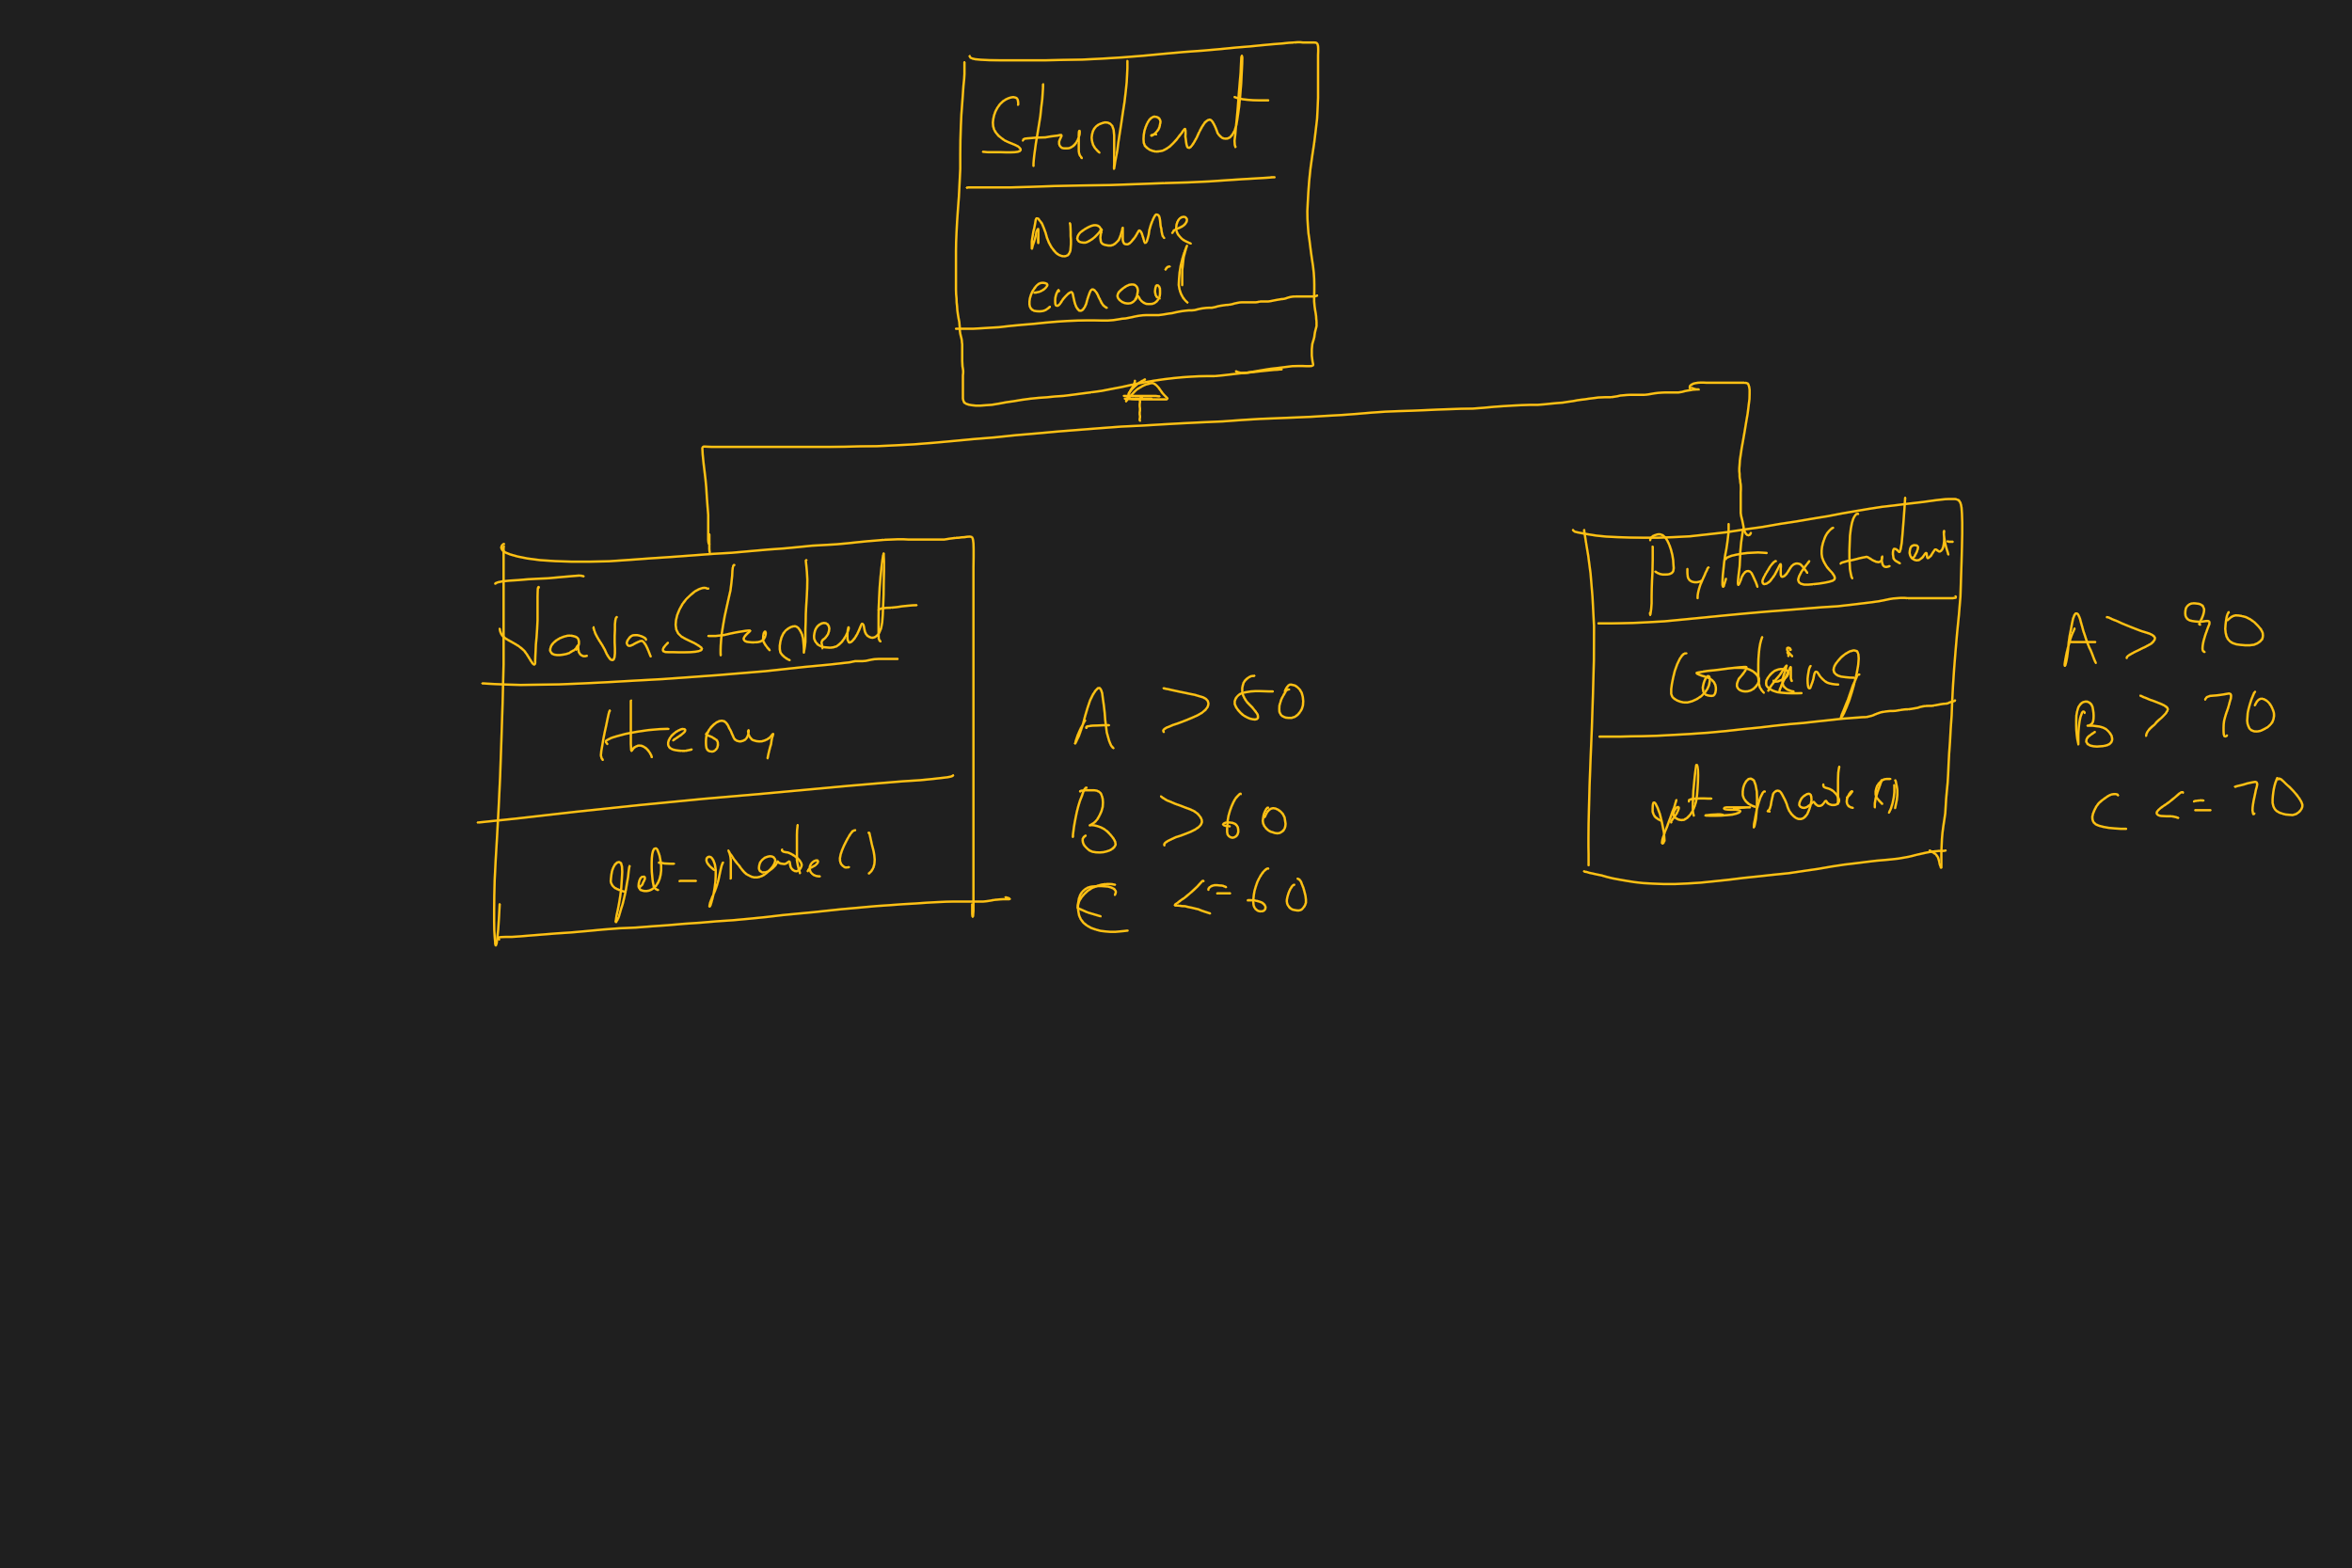 Student
Name
email
JavaStudent
Theory
get_grade()
A > 80
B > 60
C <= 60
PythonStudent
Coding
get_grade()
A > 90
B > 70
C <= 70